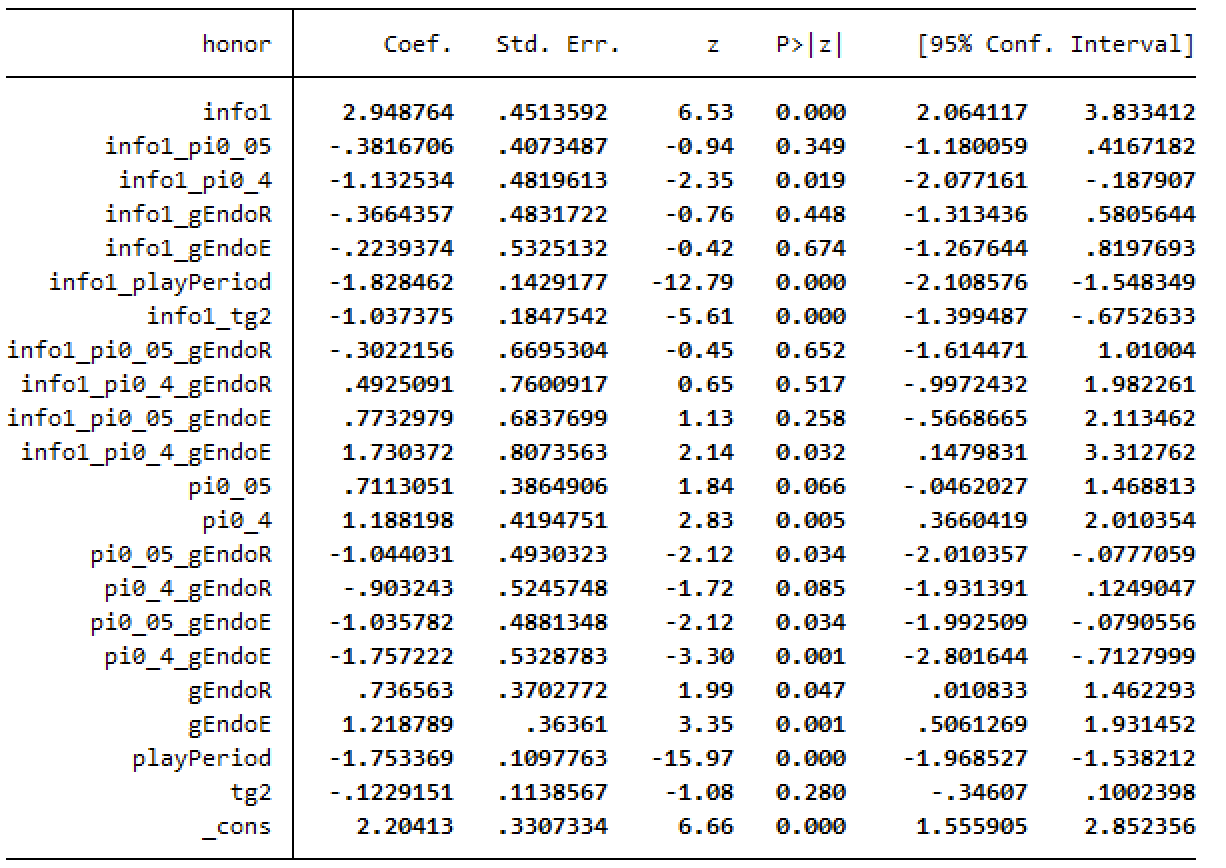 honor Coef. Std. Err. z P>|z| [95% Conf. Interval]
info1 2.948764 .4513592 6.53 0.000 2.064117 3.833412
info1_pi0_05 -.3816706 .4073487 -0.94 0.349 -1.180059 .4167182
info1_pi0_4 -1.132534 .4819613 -2.35 0.019 -2.077161 -.187907
info1_gEndoR -.3664357 .4831722 -0.76 0.448 -1.313436 .5805644
info1_gEndoE -.2239374 .5325132 -0.42 0.674 -1.267644 .8197693
info1_playPeriod -1.828462 .1429177 -12.79 0.000 -2.108576 -1.548349
info1_tg2 -1.037375 .1847542 -5.61 0.000 -1.399487 -.6752633
info1_pi0_05_gEndoR -.3022156 .6695304 -0.45 0.652 -1.614471 1.01004
info1_pi0_4_gEndoR .4925091 .7600917 0.65 0.517 -.9972432 1.982261
info1_pi0_05_gEndoE .7732979 .6837699 1.13 0.258 -.5668665 2.113462
info1_pi0_4_gEndoE 1.730372 .8073563 2.14 0.032 .1479831 3.312762
pi0_05 .7113051 .3864906 1.84 0.066 -.0462027 1.468813
pi0_4 1.188198 .4194751 2.83 0.005 .3660419 2.010354
pi0_05_gEndoR -1.044031 .4930323 -2.12 0.034 -2.010357 -.0777059
pi0_4_gEndoR -.903243 .5245748 -1.72 0.085 -1.931391 .1249047
pi0_05_gEndoE -1.035782 .4881348 -2.12 0.034 -1.992509 -.0790556
pi0_4_gEndoE -1.757222 .5328783 -3.30 0.001 -2.801644 -.7127999
gEndoR .736563 .3702772 1.99 0.047 .010833 1.462293
gEndoE 1.218789 .36361 3.35 0.001 .5061269 1.931452
playPeriod -1.753369 .1097763 -15.97 0.000 -1.968527 -1.538212
tg2 -.1229151 .1138567 -1.08 0.280 -.34607 .1002398
_cons 2.20413 .3307334 6.66 0.000 1.555905 2.852356